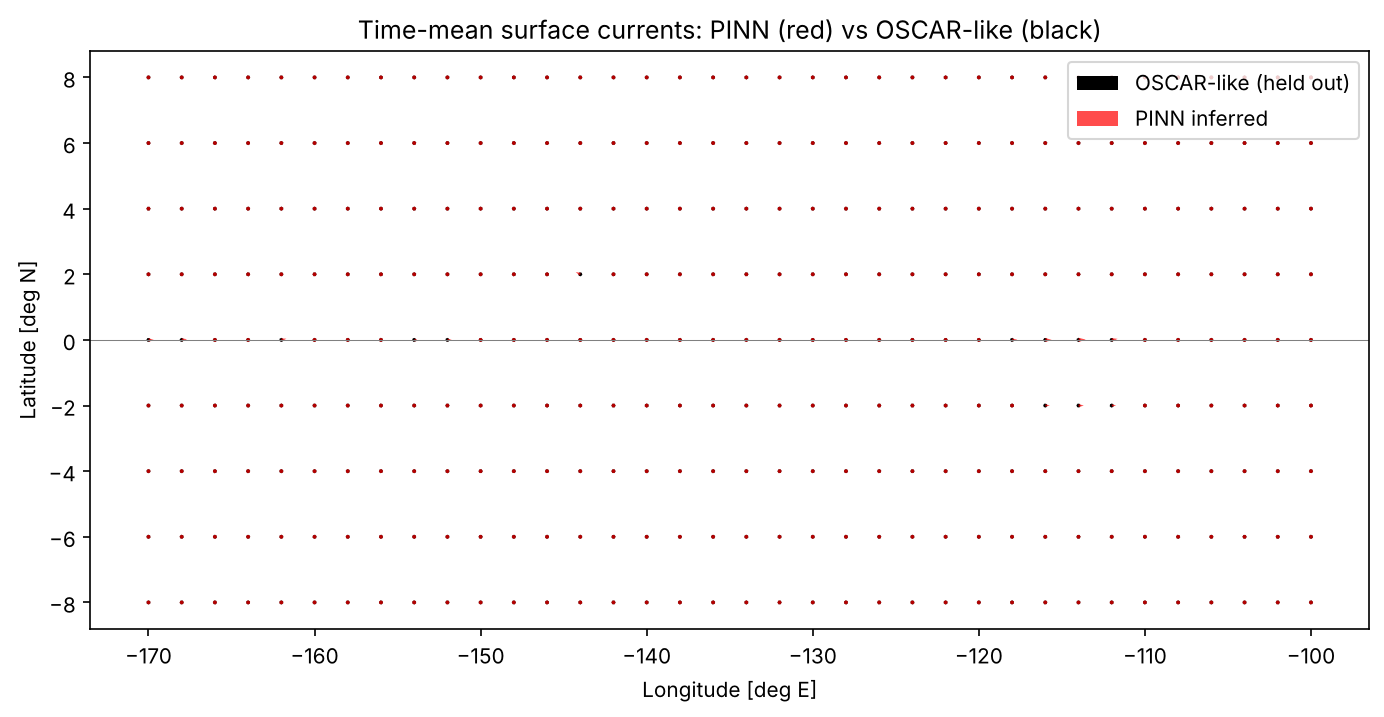 Time-mean surface currents: PINN (red) vs OSCAR-like (black)
OSCAR-like (held out)
PINN inferred
8
6
4
2
0
−2
−4
−6
−8
Latitude [deg N]
−170 −160 −150 −140 −130 −120 −110 −100
Longitude [deg E]